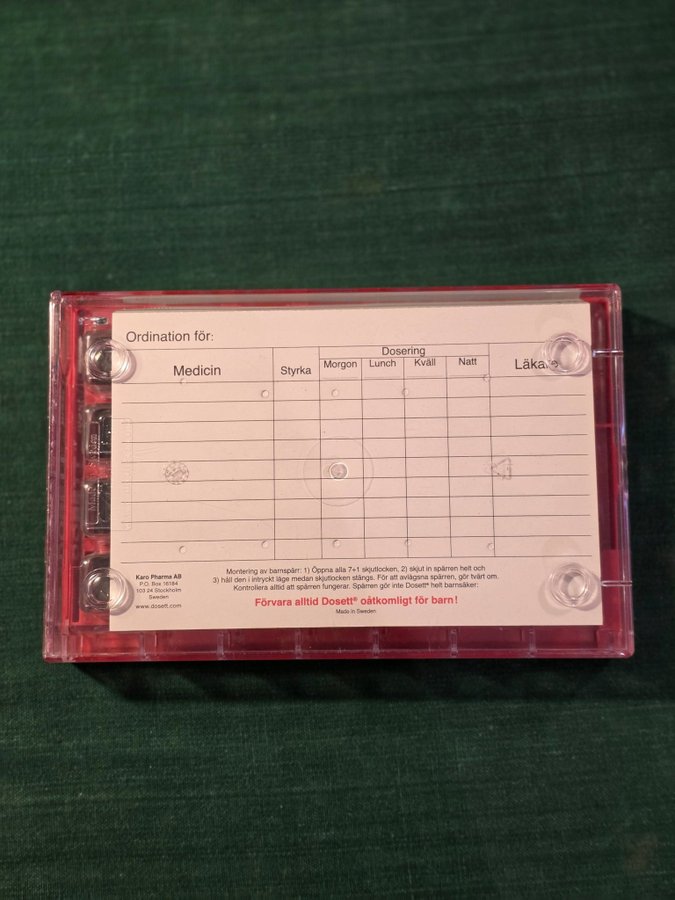 Ordination för:
Dosering
Medicin Styrka Morgon Lunch Kväll Natt Läkare
Montering av barnspärr: 1) Öppna alla 7+1 skjutlocken, 2) skjut in spärren helt och
3) håll den i intryckt läge medan skjutlocken stängs. För att avlägsna spärren, gör tvärt om.
Kontrollera alltid att spärren fungerar. Spärren gör inte Dosett® helt barnsäker:
Förvara alltid Dosett® oåtkomligt för barn!
Made in Sweden
Karo Pharma AB
P.O. Box 16184
103 24 Stockholm
Sweden
www.dosett.com